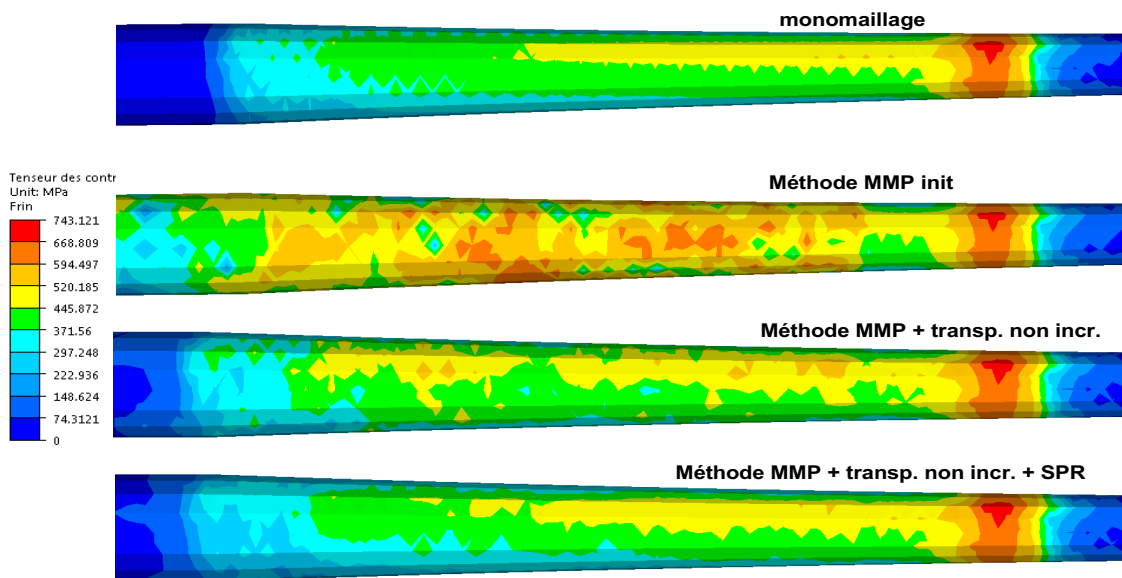 monomaillage
Méthode MMP init
Tenseur des contr
Unit: MPa
Frin
743.121
668.809
594.497
520.185
445.872
371.56
297.248
222.936
148.624
74.3121
0
Méthode MMP + transp. non incr.
Méthode MMP + transp. non incr. + SPR